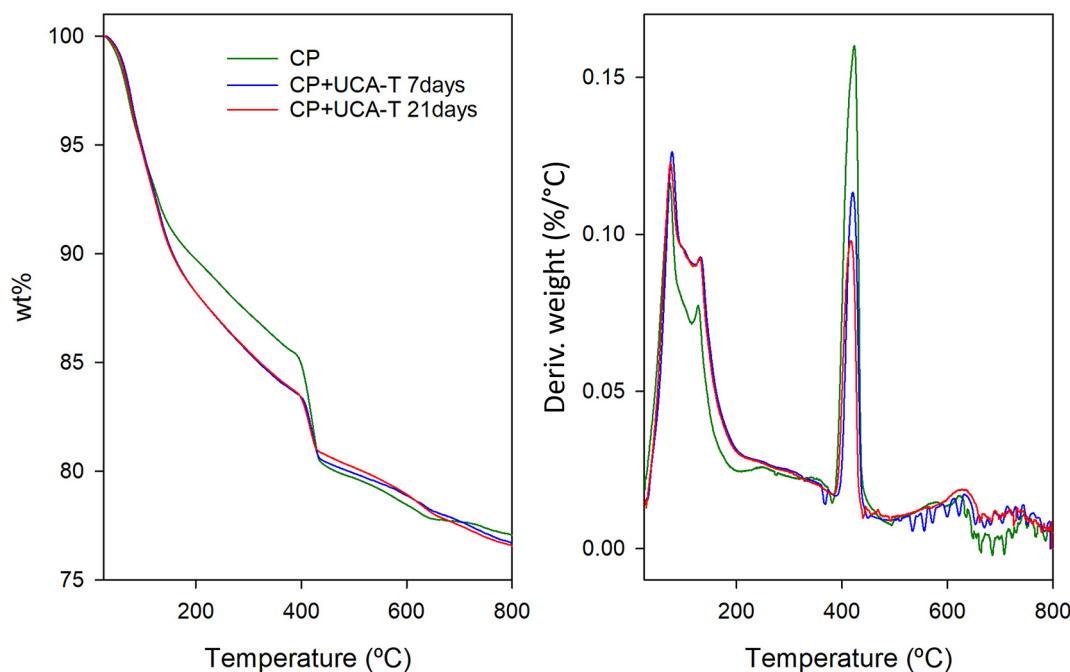 wt%
100
95
90
85
80
75
CP
CP+UCA-T 7days
CP+UCA-T 21days
200
400
600
800
Temperature (ºC)
Deriv. weight (%/°C)
0.15
0.10
0.05
0.00
200
400
600
800
Temperature (ºC)